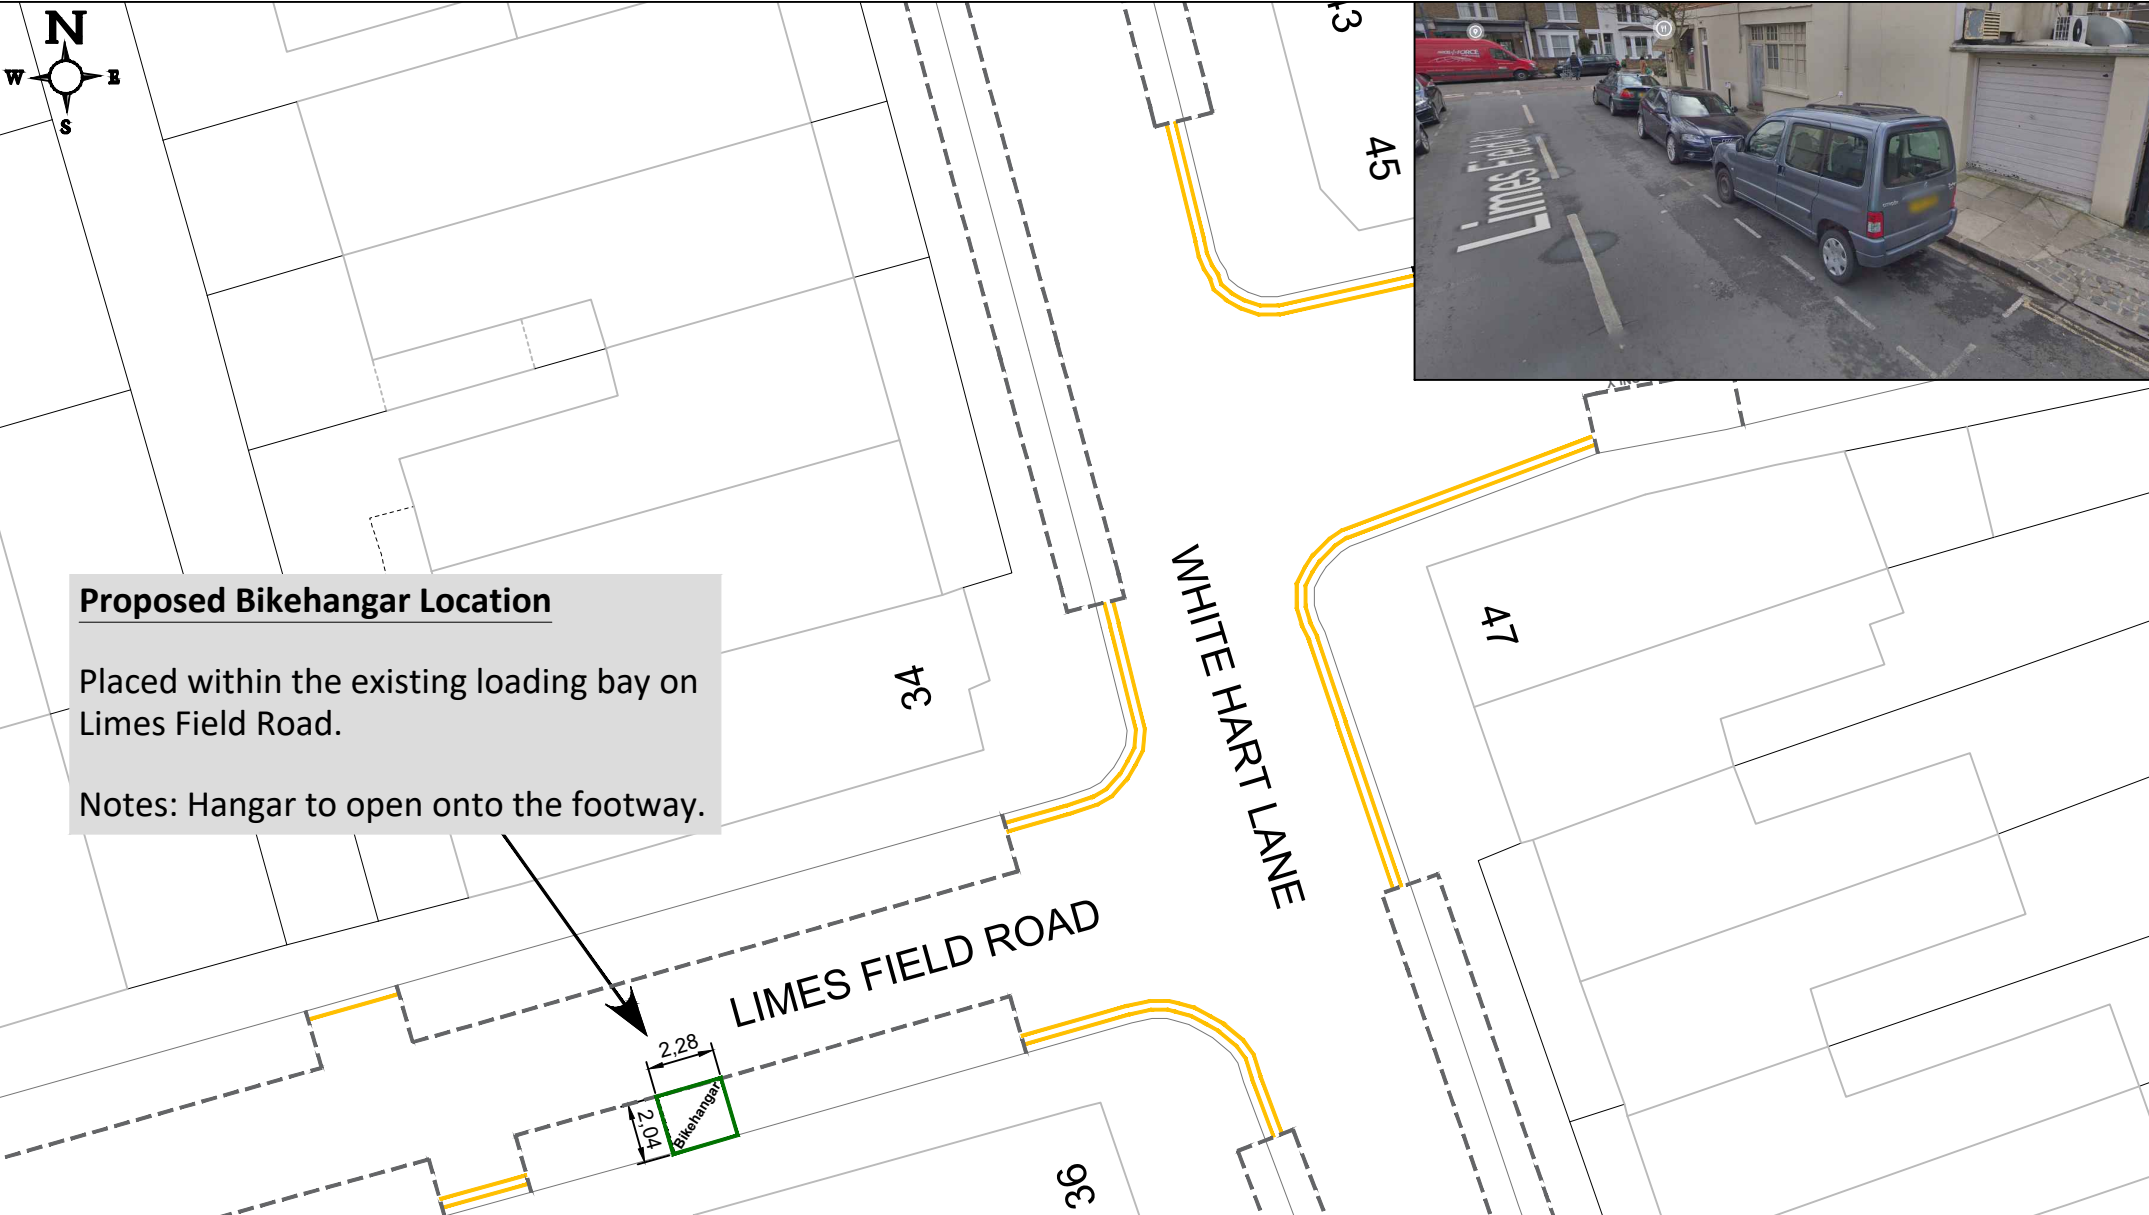 N
W
E
S
43
45
Limes Field Rd
Proposed Bikehangar Location
Placed within the existing loading bay on
Limes Field Road.
Notes: Hangar to open onto the footway.
34
WHITE HART LANE
47
LIMES FIELD ROAD
2,28
2,04
Bikehangar
36